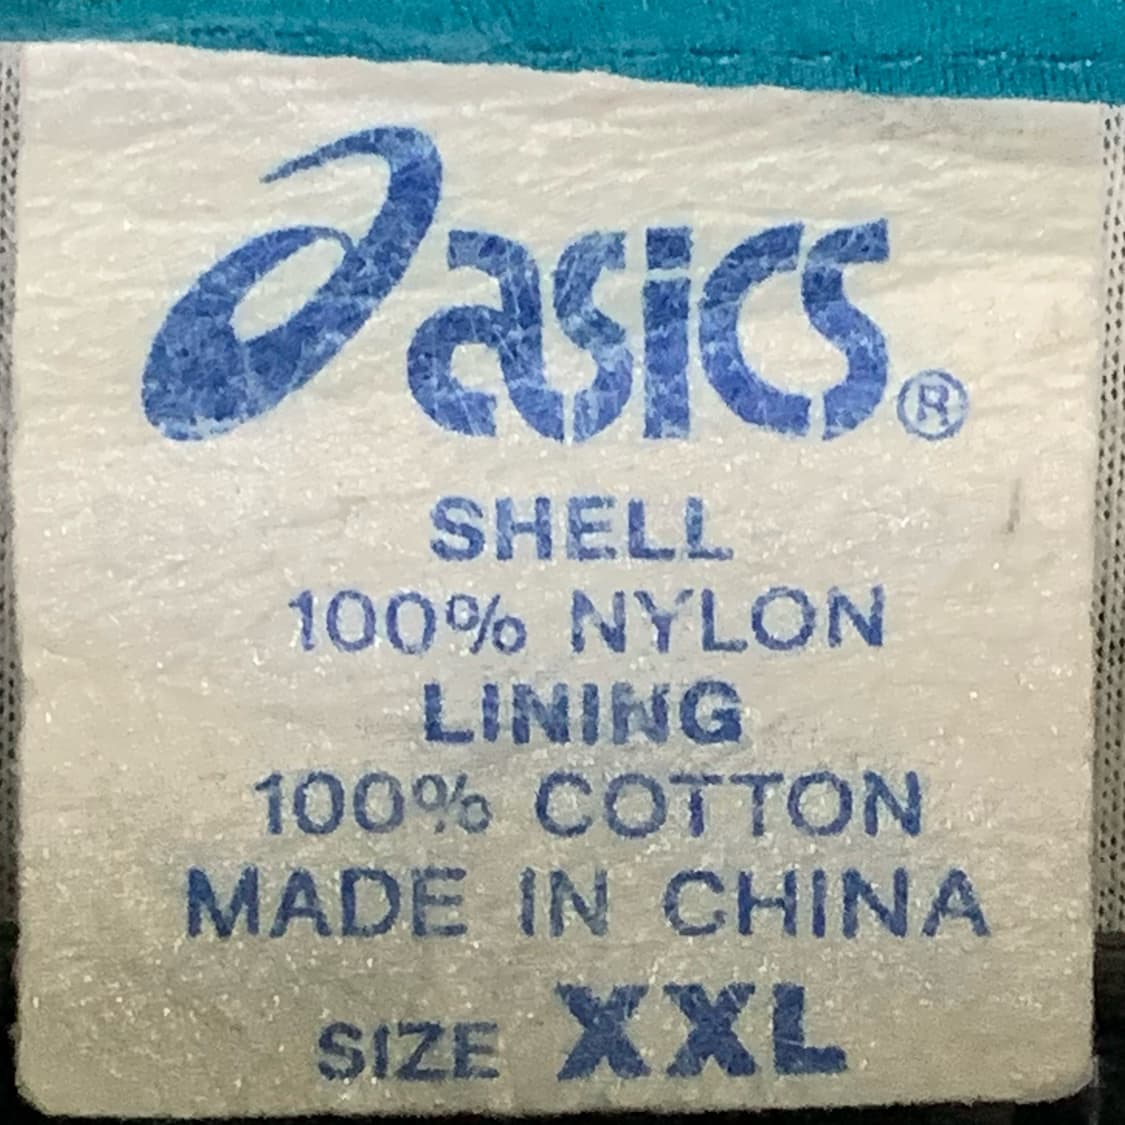 asics®
SHELL
100% NYLON
LINING
100% COTTON
MADE IN CHINA
SIZE XXL